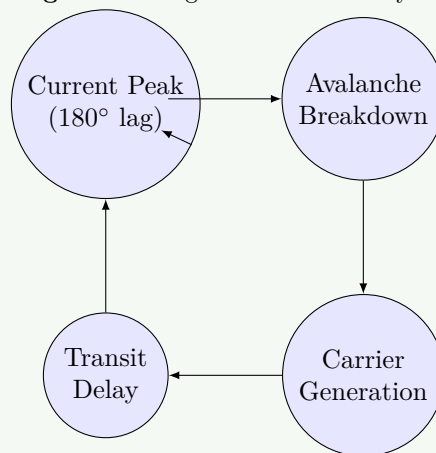 Current Peak
(180° lag)
Avalanche
Breakdown
Transit
Delay
Carrier
Generation